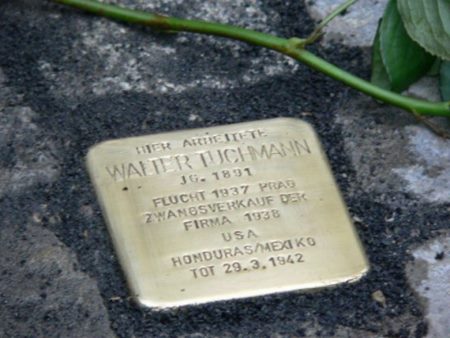 HIER ARBEITETE
WALTER TUCHMANN
JG. 1891
FLUCHT 1937 PRAG
ZWANGSVERKAUF DER
FIRMA 1938
USA
HONDURAS/MEXIKO
TOT 29.3.1942